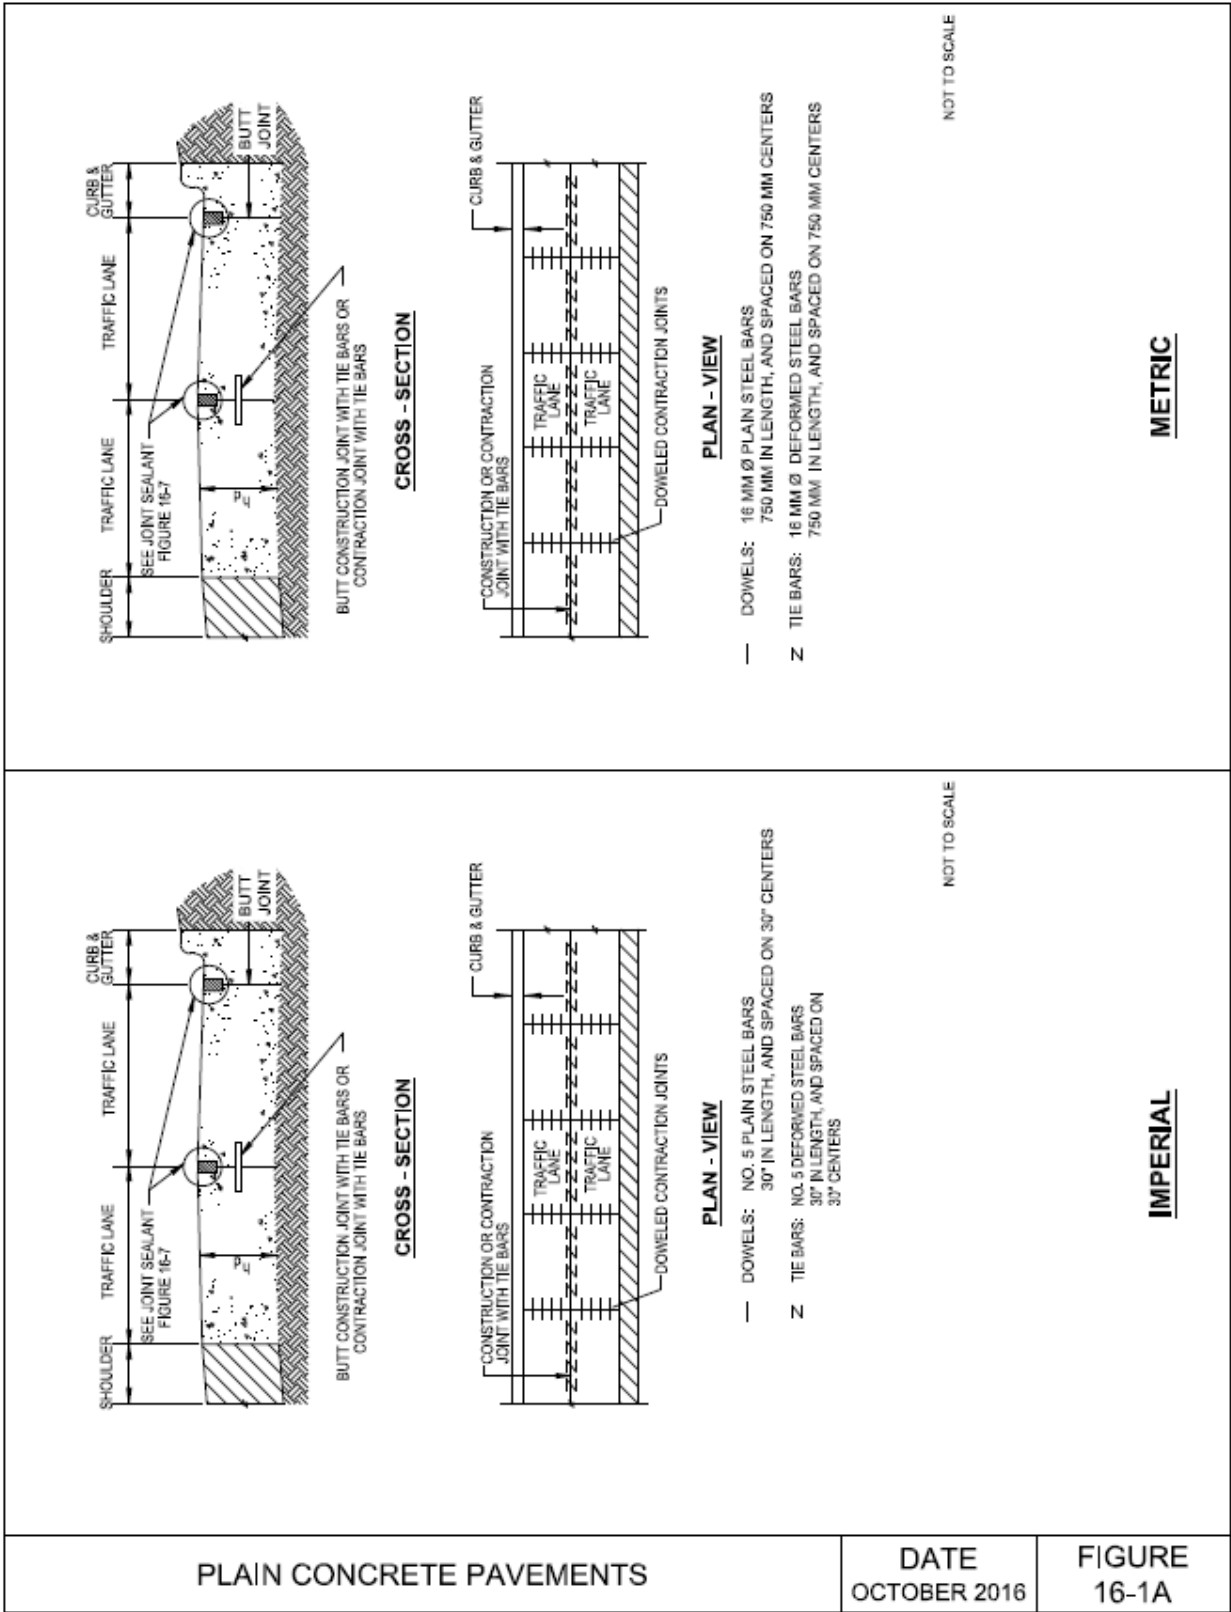 CURB &
GUTTER
TRAFFIC LANE
TRAFFIC LANE
SHOULDER
SEE JOINT SEALANT
FIGURE 16-7
BUTT
JOINT
BUTT CONSTRUCTION JOINT WITH TIE BARS OR
CONTRACTION JOINT WITH TIE BARS
CROSS - SECTION
CURB & GUTTER
CONSTRUCTION OR CONTRACTION
JOINT WITH TIE BARS
TRAFFIC
LANE
TRAFFIC
LANE
DOWELED CONTRACTION JOINTS
PLAN - VIEW
DOWELS: 16 MM Ø PLAIN STEEL BARS
750 MM IN LENGTH, AND SPACED ON 750 MM CENTERS
TIE BARS: 16 MM Ø DEFORMED STEEL BARS
750 MM IN LENGTH, AND SPACED ON 750 MM CENTERS
NOT TO SCALE
METRIC
CURB &
GUTTER
TRAFFIC LANE
TRAFFIC LANE
SHOULDER
SEE JOINT SEALANT
FIGURE 16-7
BUTT
JOINT
BUTT CONSTRUCTION JOINT WITH TIE BARS OR
CONTRACTION JOINT WITH TIE BARS
CROSS - SECTION
CURB & GUTTER
CONSTRUCTION OR CONTRACTION
JOINT WITH TIE BARS
TRAFFIC
LANE
TRAFFIC
LANE
DOWELED CONTRACTION JOINTS
PLAN - VIEW
DOWELS: NO. 5 PLAIN STEEL BARS
30" IN LENGTH, AND SPACED ON 30" CENTERS
TIE BARS: NO. 5 DEFORMED STEEL BARS
30" IN LENGTH, AND SPACED ON
30" CENTERS
NOT TO SCALE
IMPERIAL
PLAIN CONCRETE PAVEMENTS
DATE
OCTOBER 2016
FIGURE
16-1A